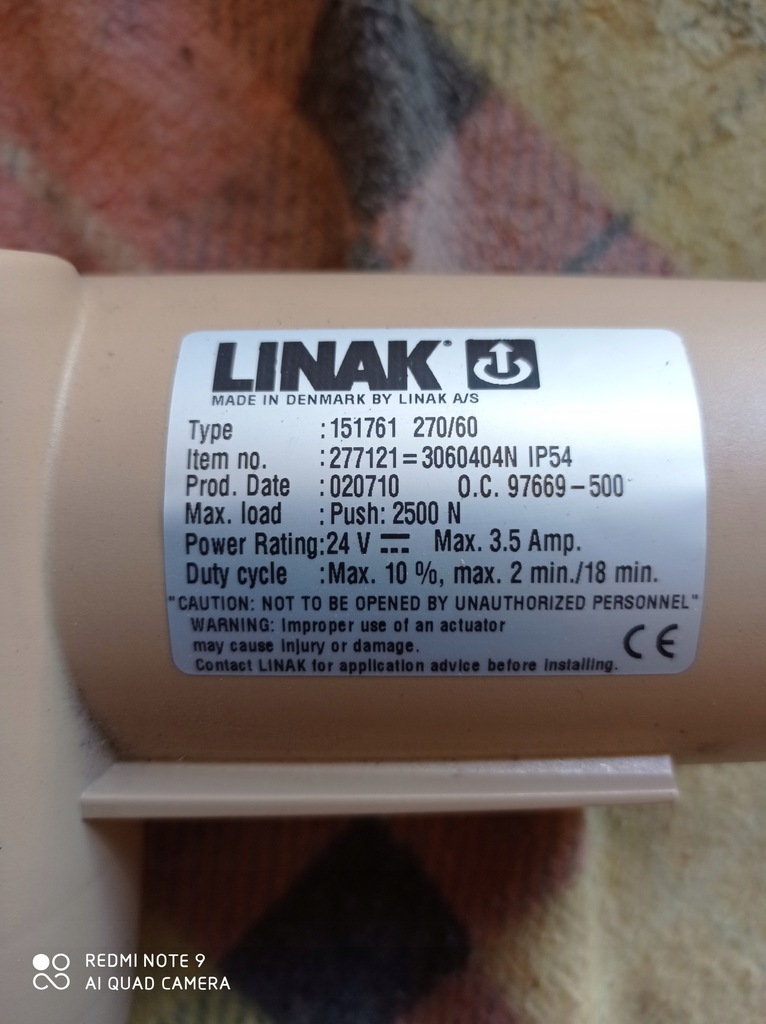 LINAK®
MADE IN DENMARK BY LINAK A/S
Type : 151761 270/60
Item no. : 277121=3060404N IP54
Prod. Date : 020710 O.C. 97669-500
Max. load : Push: 2500 N
Power Rating: 24 V ⎓ Max. 3.5 Amp.
Duty cycle : Max. 10 %, max. 2 min./18 min.
"CAUTION: NOT TO BE OPENED BY UNAUTHORIZED PERSONNEL"
WARNING: Improper use of an actuator
may cause injury or damage.
Contact LINAK for application advice before installing.
CE
REDMI NOTE 9
AI QUAD CAMERA